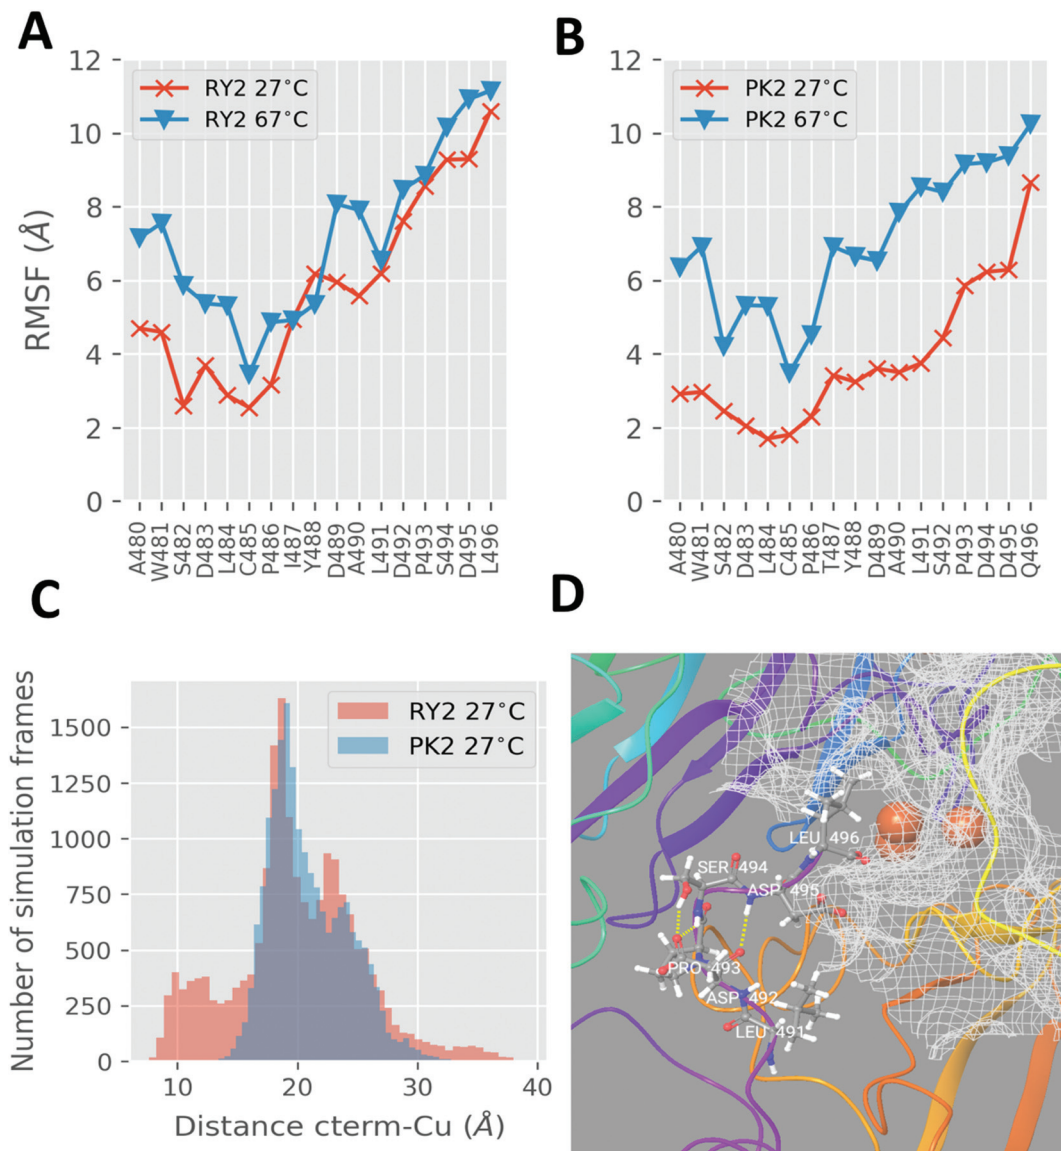 A
B
12
10
8
6
4
2
0
RMSF (Å)
RY2 27°C
RY2 67°C
A480
W481
S482
D483
L484
C485
P486
I487
Y488
D489
A490
L491
D492
P493
S494
D495
L496
12
10
8
6
4
2
0
PK2 27°C
PK2 67°C
A480
W481
S482
D483
L484
C485
P486
T487
Y488
D489
A490
L491
S492
P493
D494
D495
Q496
C
D
Number of simulation frames
1500
1250
1000
750
500
250
0
RY2 27°C
PK2 27°C
10
20
30
40
Distance cterm-Cu (Å)
LEU 496
SER 494
ASP 495
PRO 493
ASP 492
LEU 491